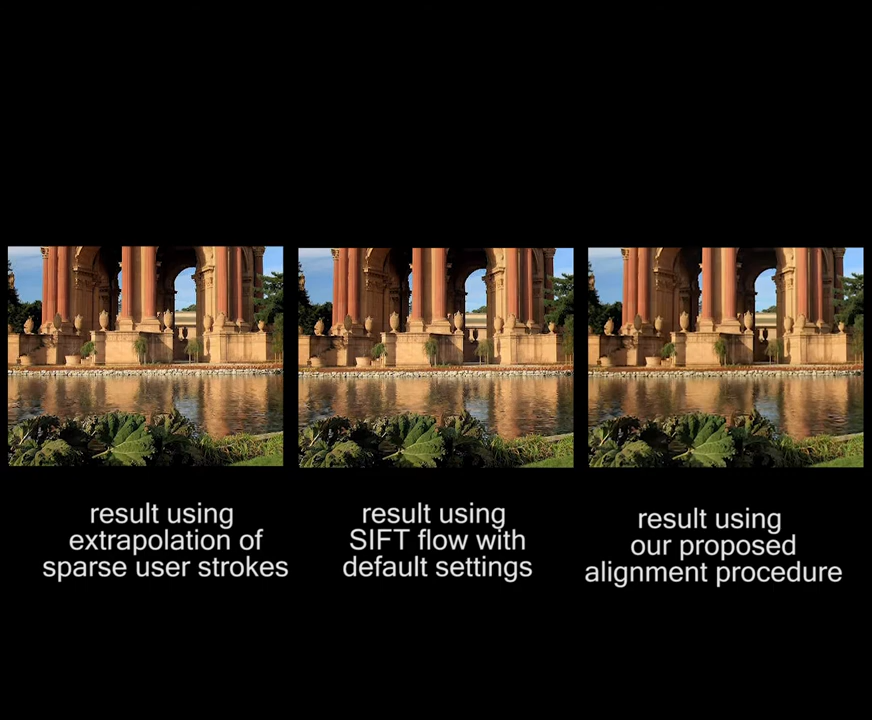 result using
extrapolation of
sparse user strokes
result using
SIFT flow with
default settings
result using
our proposed
alignment procedure